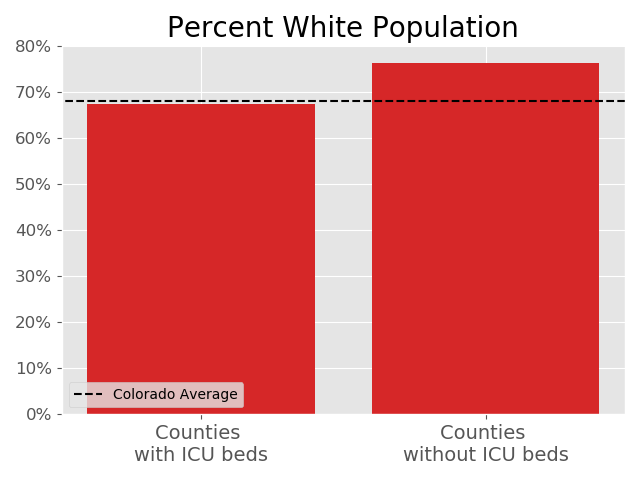 Percent White Population
80%
70%
60%
50%
40%
30%
20%
10%
0%
Colorado Average
Counties
with ICU beds
Counties
without ICU beds